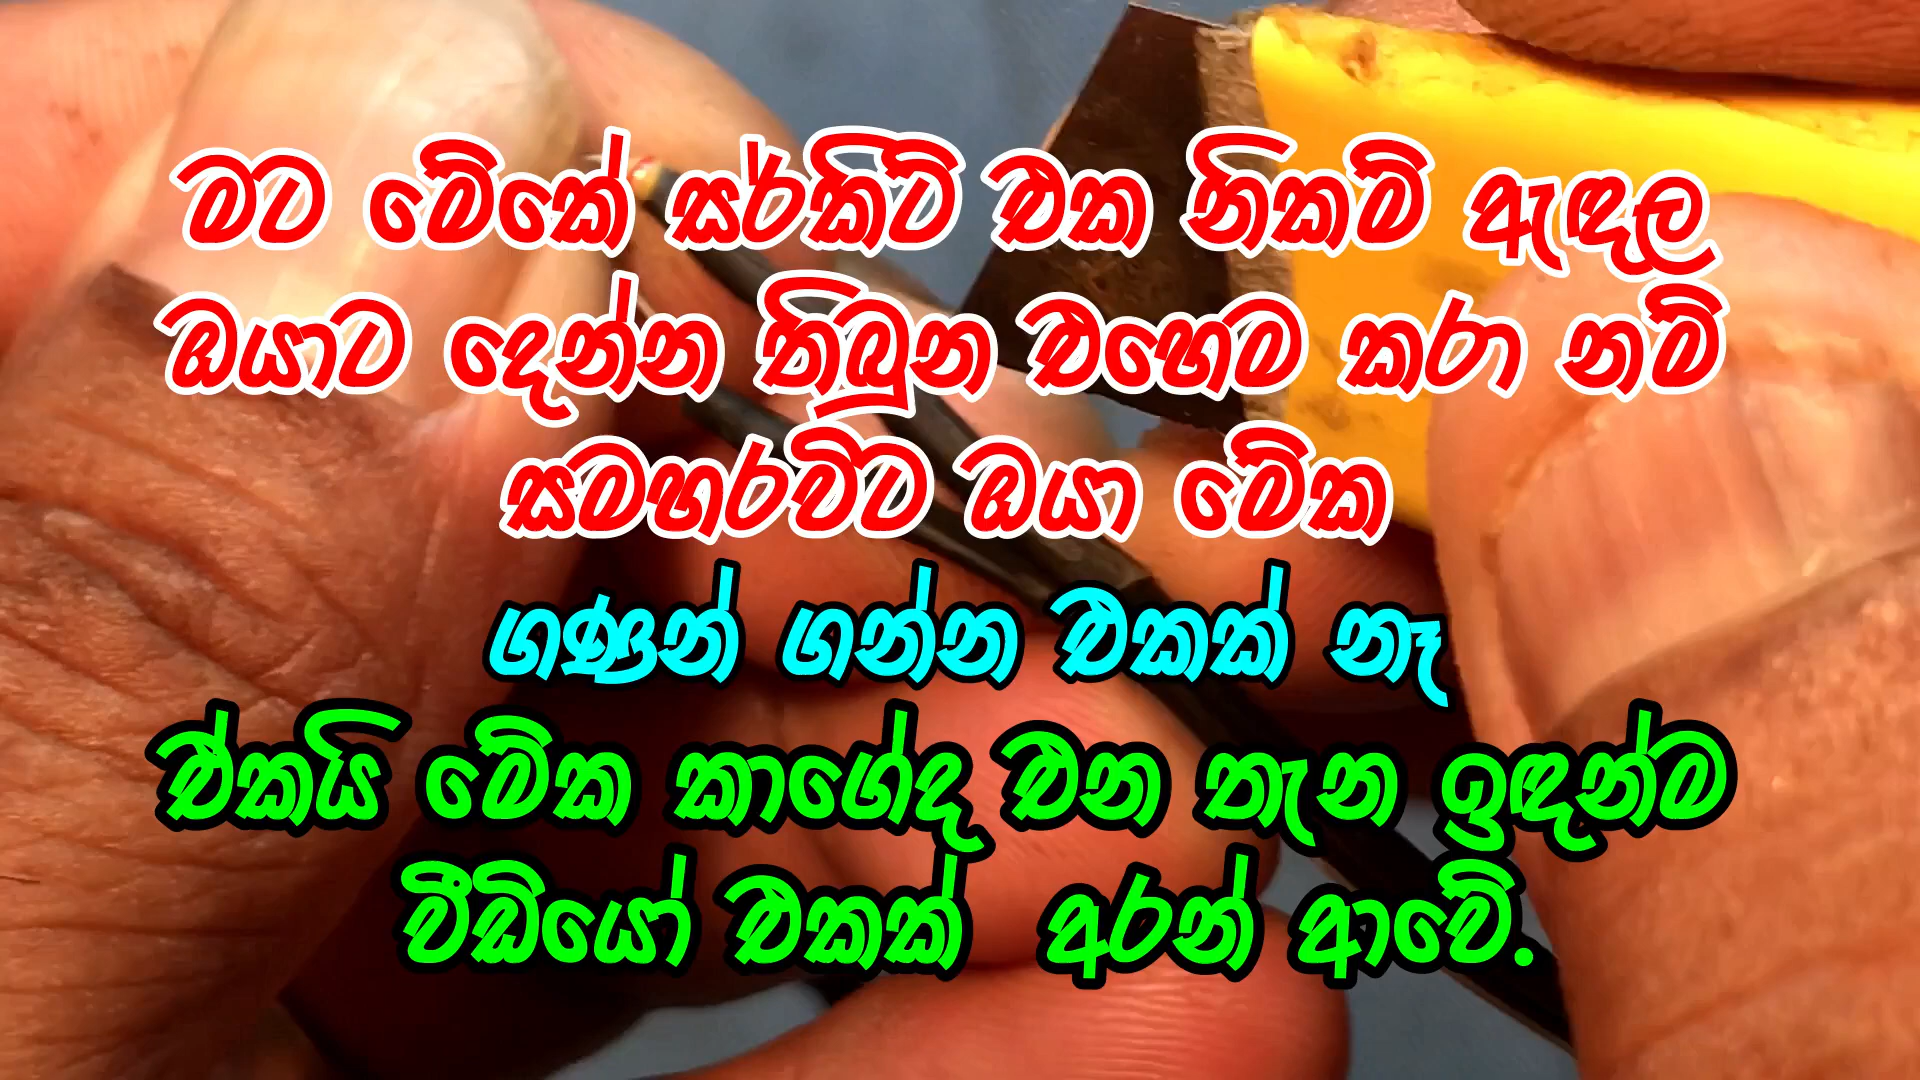 මට මේකේ සර්කිට් එක නිකම් ඇඳල
ඔයාට දෙන්න තිබුන එහෙම කරා නම්
සමහරවිට ඔයා මේක
ගණන් ගන්න එකක් නෑ
ඒකයි මේක කාගේද එන තැන ඉඳන්ම
වීඩියෝ එකක් අරන් ආවේ.